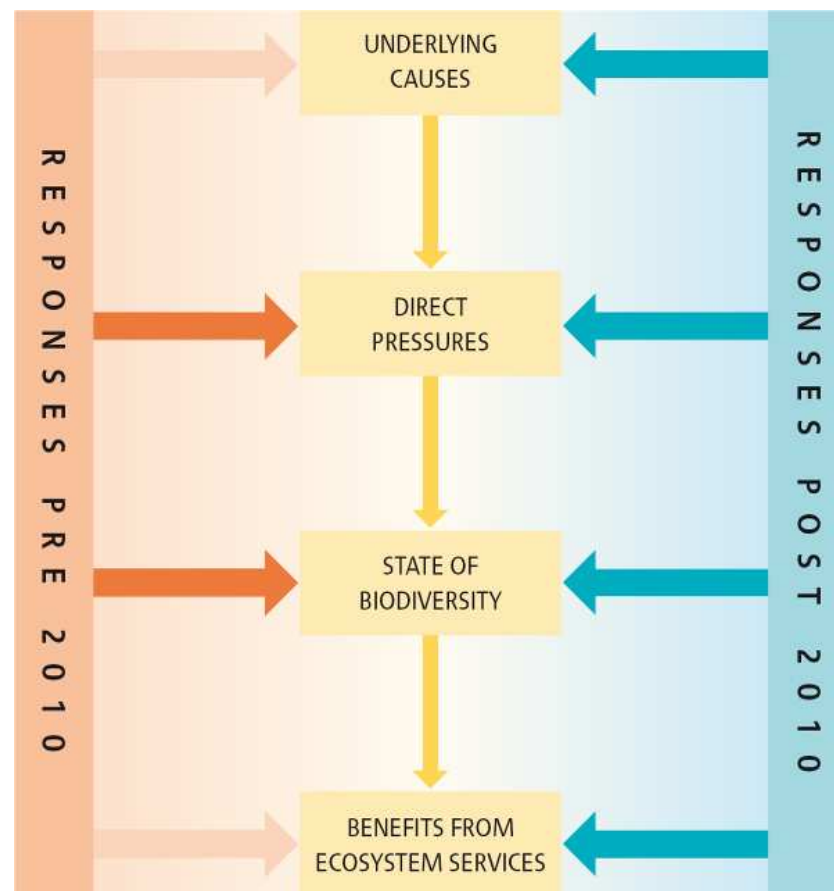 RESPONSES PRE 2010
UNDERLYING
CAUSES
DIRECT
PRESSURES
STATE OF
BIODIVERSITY
BENEFITS FROM
ECOSYSTEM SERVICES
RESPONSES POST 2010